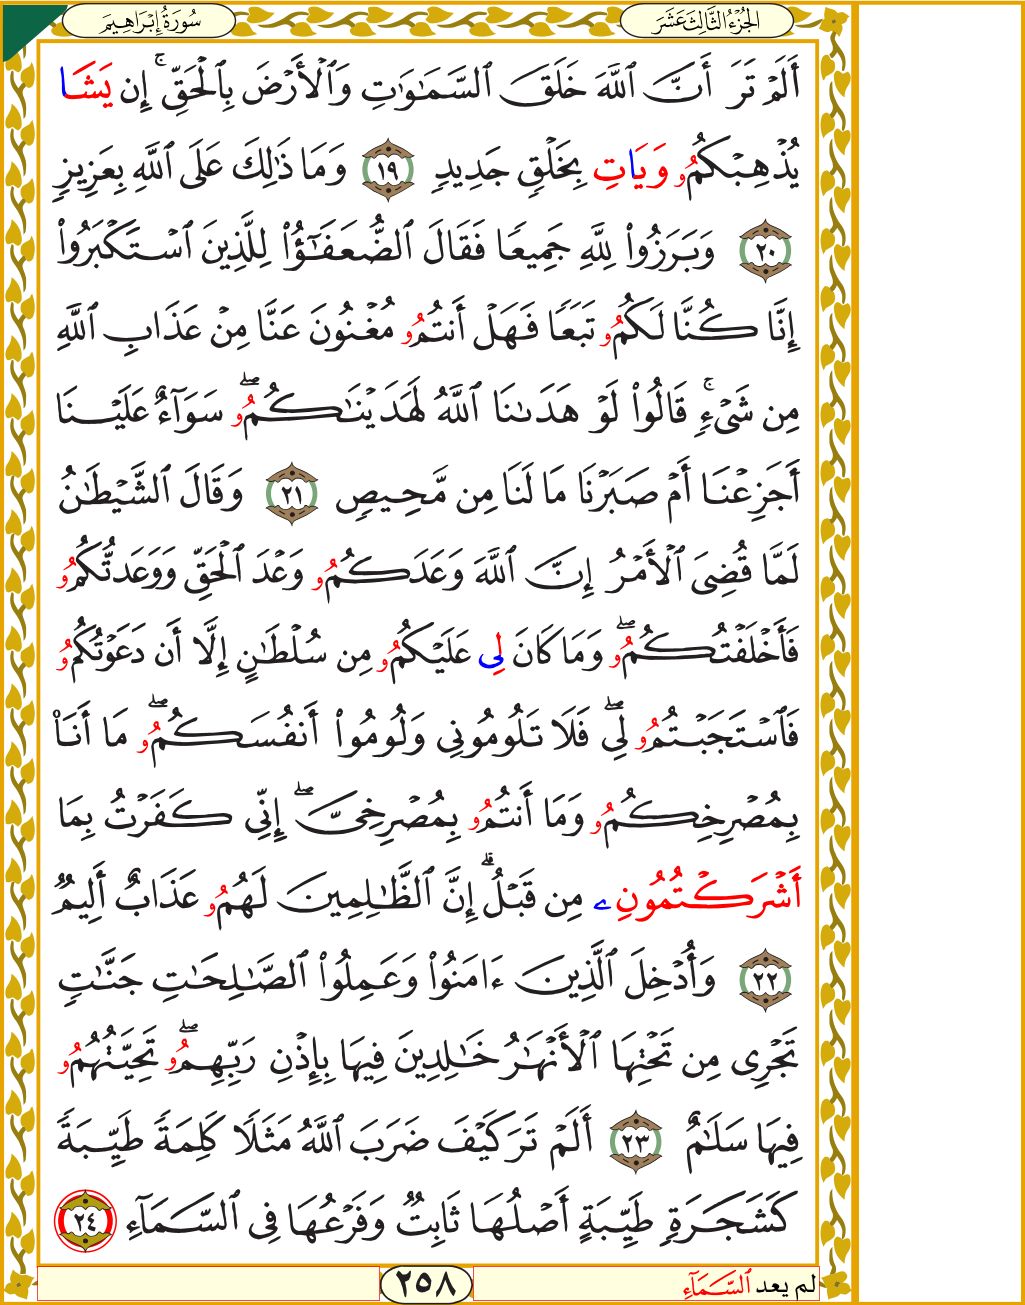 سُورَةُ إِبْرَاهِيمَ
الجُزْءُ الثَّالِثَ عَشَرَ
أَلَمْ تَرَ أَنَّ ٱللَّهَ خَلَقَ ٱلسَّمَٰوَٰتِ وَٱلْأَرْضَ بِٱلْحَقِّ ۚ إِن يَشَا
يُذْهِبْكُمُۥ وَيَاتِ بِخَلْقٍ جَدِيدٍ ١٩ وَمَا ذَٰلِكَ عَلَى ٱللَّهِ بِعَزِيزٍ
٢٠ وَبَرَزُوا۟ لِلَّهِ جَمِيعًا فَقَالَ ٱلضُّعَفَٰٓؤُا۟ لِلَّذِينَ ٱسْتَكْبَرُوٓا۟
إِنَّا كُنَّا لَكُمُۥ تَبَعًا فَهَلْ أَنتُمُۥ مُغْنُونَ عَنَّا مِنْ عَذَابِ ٱللَّهِ
مِن شَىْءٍ ۚ قَالُوا۟ لَوْ هَدَىٰنَا ٱللَّهُ لَهَدَيْنَٰكُمُۥ ۖ سَوَآءٌ عَلَيْنَا
أَجَزِعْنَا أَمْ صَبَرْنَا مَا لَنَا مِن مَّحِيصٍ ٢١ وَقَالَ ٱلشَّيْطَٰنُ
لَمَّا قُضِىَ ٱلْأَمْرُ إِنَّ ٱللَّهَ وَعَدَكُمُۥ وَعْدَ ٱلْحَقِّ وَوَعَدتُّكُمُۥ
فَأَخْلَفْتُكُمُۥ ۖ وَمَا كَانَ لِى عَلَيْكُمُۥ مِن سُلْطَٰنٍ إِلَّا أَن دَعَوْتُكُمُۥ
فَٱسْتَجَبْتُمُۥ لِى ۖ فَلَا تَلُومُونِى وَلُومُوا۟ أَنفُسَكُمُۥ ۖ مَا أَنَا۠
بِمُصْرِخِكُمُۥ وَمَا أَنتُمُۥ بِمُصْرِخِىَّ ۖ إِنِّى كَفَرْتُ بِمَا
أَشْرَكْتُمُونِۦ مِن قَبْلُ ۗ إِنَّ ٱلظَّٰلِمِينَ لَهُمُۥ عَذَابٌ أَلِيمٌ
٢٢ وَأُدْخِلَ ٱلَّذِينَ ءَامَنُوا۟ وَعَمِلُوا۟ ٱلصَّٰلِحَٰتِ جَنَّٰتٍ
تَجْرِى مِن تَحْتِهَا ٱلْأَنْهَٰرُ خَٰلِدِينَ فِيهَا بِإِذْنِ رَبِّهِمُۥ ۖ تَحِيَّتُهُمُۥ
فِيهَا سَلَٰمٌ ٢٣ أَلَمْ تَرَ كَيْفَ ضَرَبَ ٱللَّهُ مَثَلًا كَلِمَةً طَيِّبَةً
كَشَجَرَةٍ طَيِّبَةٍ أَصْلُهَا ثَابِتٌ وَفَرْعُهَا فِى ٱلسَّمَآءِ ٢٤
لم يعد ٱلسَّمَآءِ
٢٥٨